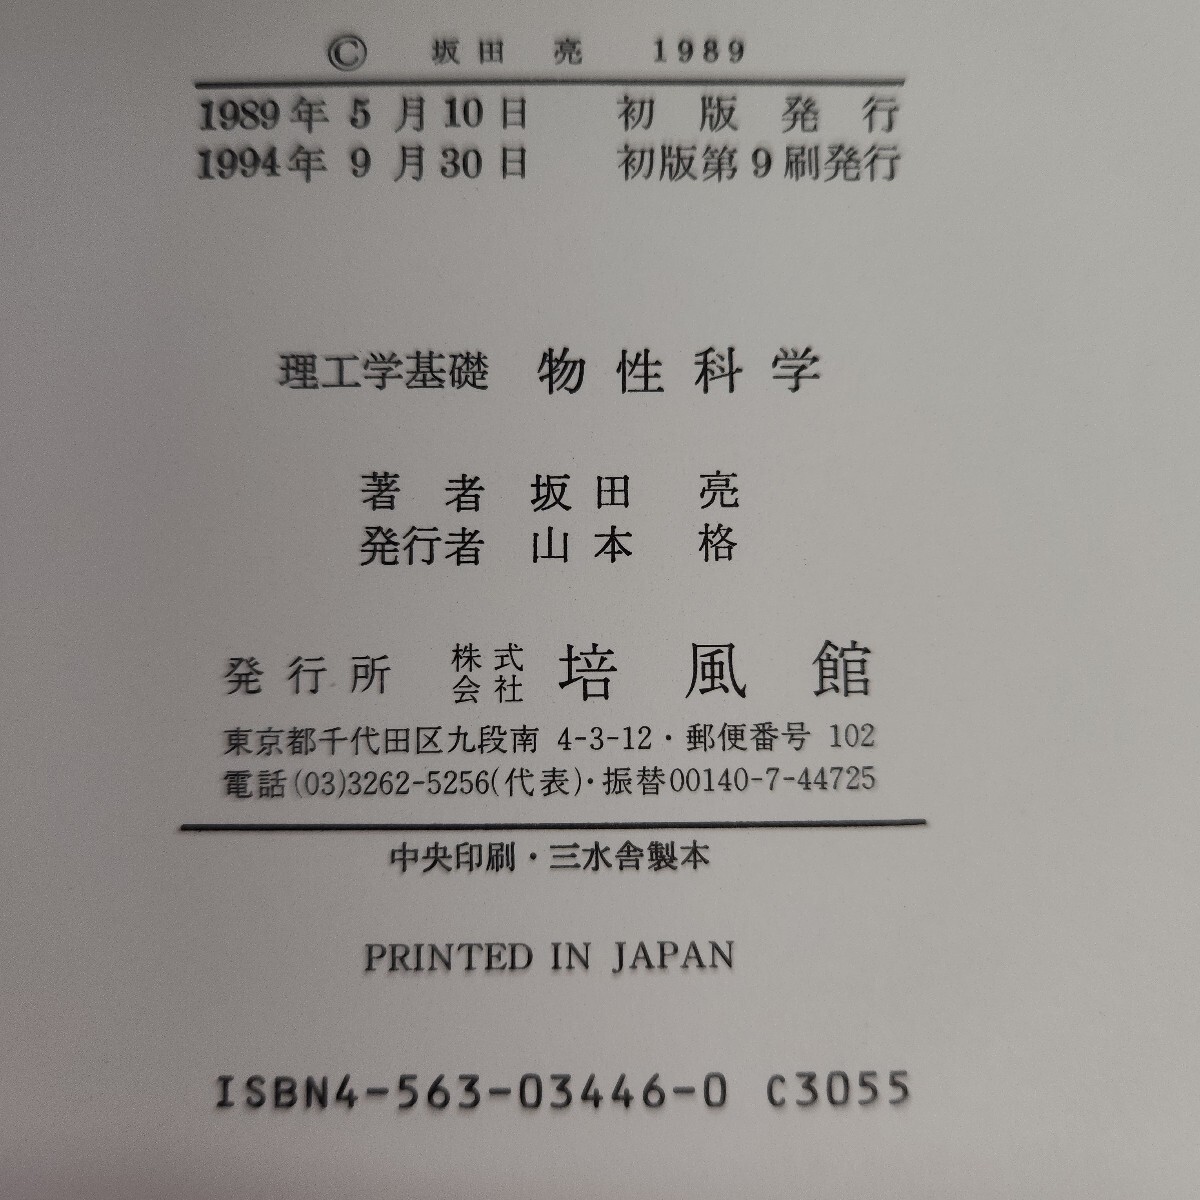 © 坂田 亮 1989
1989年 5 月10日 初版発行
1994年 9 月30日 初版第9刷発行
理工学基礎 物性科学
著者 坂田 亮
発行者 山本 格
発行所 株式会社 培風館
東京都千代田区九段南 4-3-12・郵便番号 102
電話(03)3262-5256(代表)・振替00140-7-44725
中央印刷・三水舎製本
PRINTED IN JAPAN
ISBN4-563-03446-0 C3055